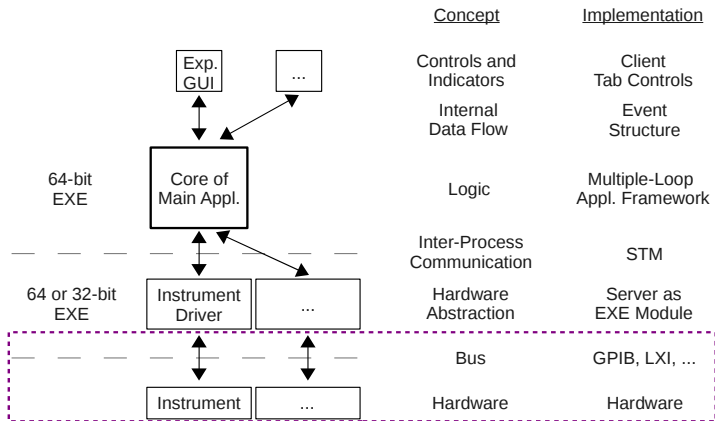 Concept
Implementation
Exp.
GUI
...
Controls and
Indicators
Client
Tab Controls
Internal
Data Flow
Event
Structure
64-bit
EXE
Core of
Main Appl.
Logic
Multiple-Loop
Appl. Framework
Inter-Process
Communication
STM
64 or 32-bit
EXE
Instrument
Driver
...
Hardware
Abstraction
Server as
EXE Module
Bus
GPIB, LXI, ...
Instrument
...
Hardware
Hardware